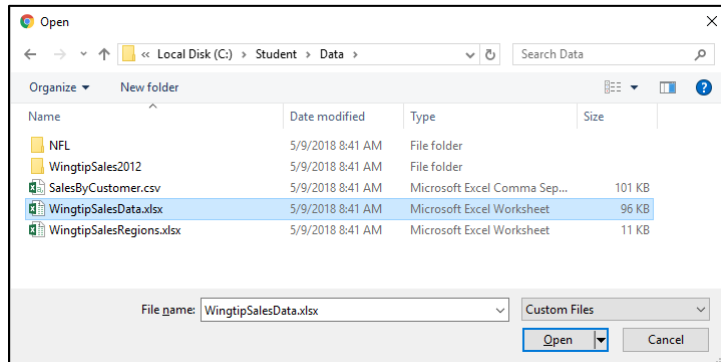 Open
« Local Disk (C:) › Student › Data ›
Search Data
Organize
New folder
Name Date modified Type Size
NFL 5/9/2018 8:41 AM File folder
WingtipSales2012 5/9/2018 8:41 AM File folder
SalesByCustomer.csv 5/9/2018 8:41 AM Microsoft Excel Comma Sep... 101 KB
WingtipSalesData.xlsx 5/9/2018 8:41 AM Microsoft Excel Worksheet 96 KB
WingtipSalesRegions.xlsx 5/9/2018 8:41 AM Microsoft Excel Worksheet 11 KB
File name: WingtipSalesData.xlsx Custom Files
Open Cancel